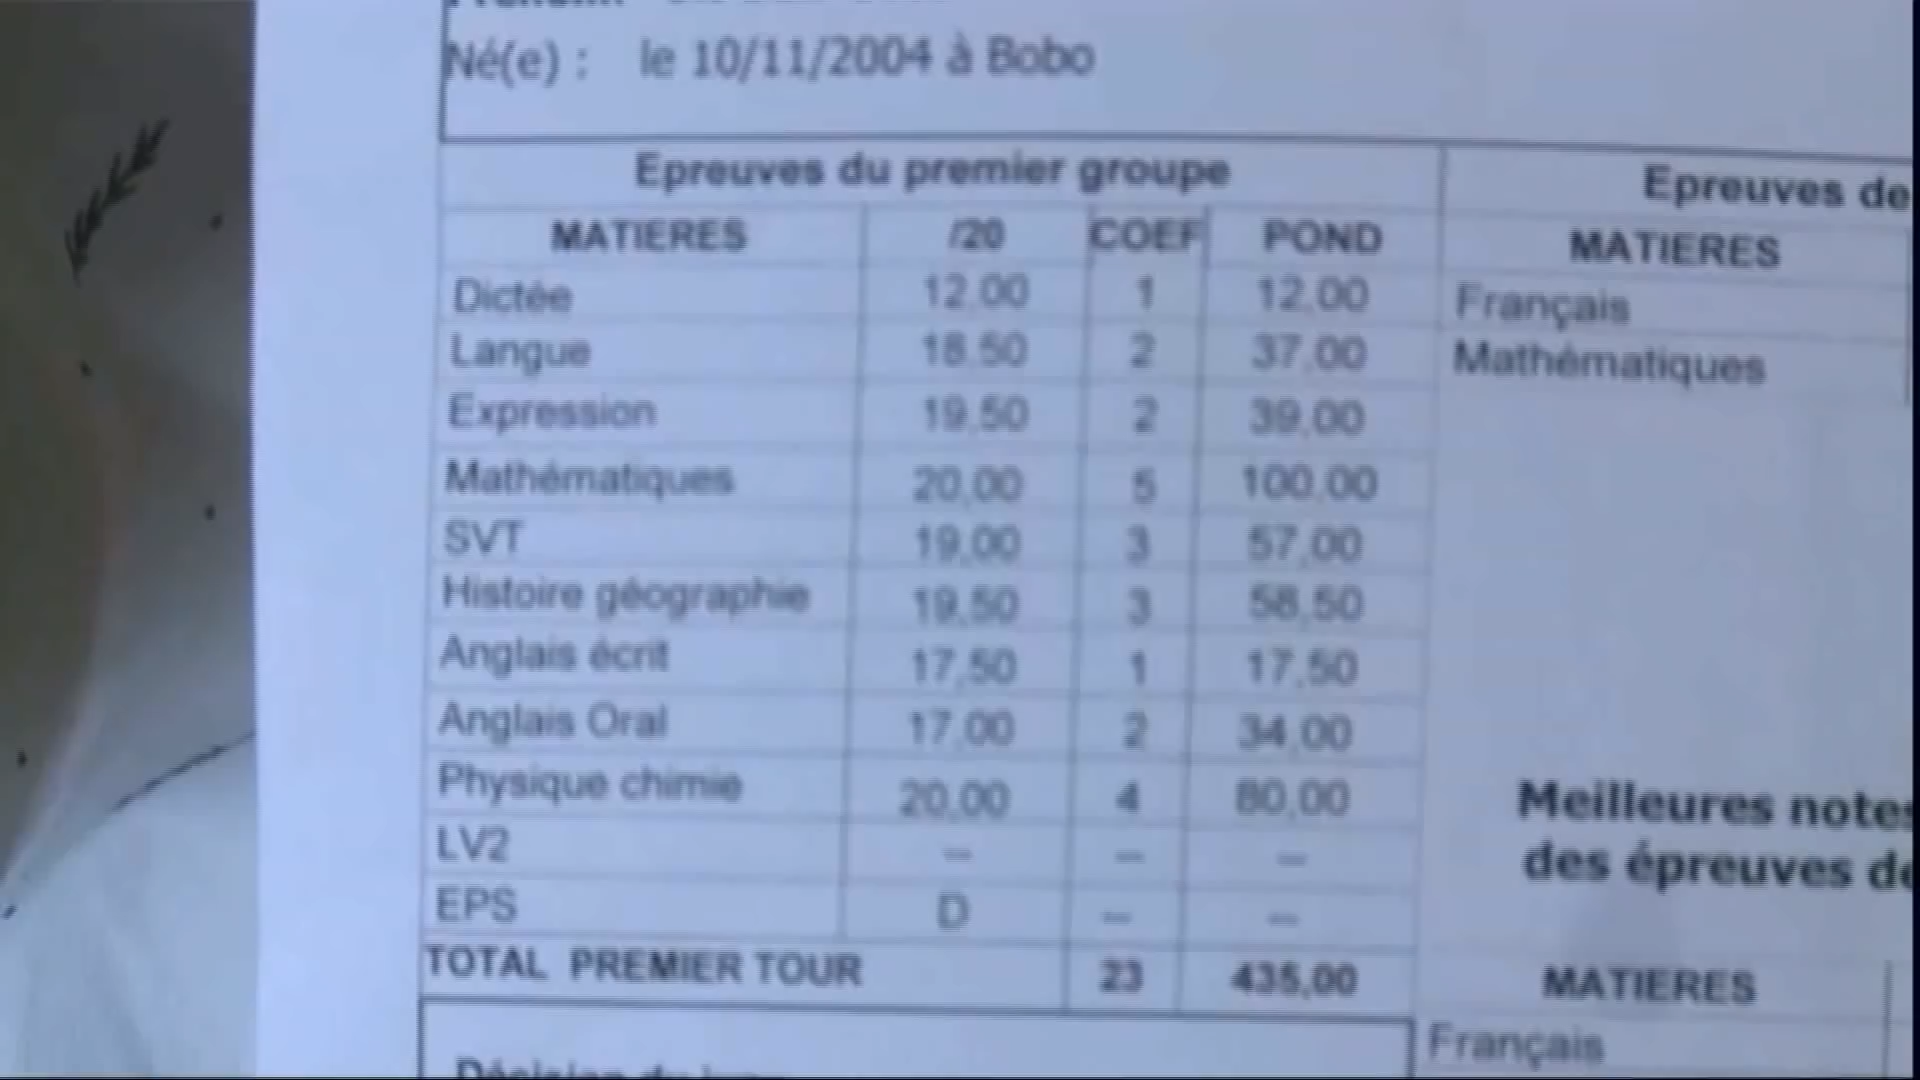 Né(e) : le 10/11/2004 à Bobo
Epreuves du premier groupe
MATIERES /20 COEF POND
Dictée 12,00 1 12,00
Langue 18,50 2 37,00
Expression 19,50 2 39,00
Mathématiques 20,00 5 100,00
SVT 19,00 3 57,00
Histoire géographie 19,50 3 58,50
Anglais écrit 17,50 1 17,50
Anglais Oral 17,00 2 34,00
Physique chimie 20,00 4 80,00
LV2 -- -- --
EPS D -- --
TOTAL PREMIER TOUR 23 435,00
Epreuves de
MATIERES
Français
Mathématiques
Meilleures notes
des épreuves de
MATIERES
Français